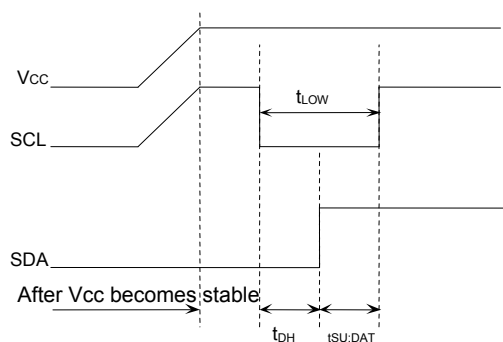 Vcc
tLOW
SCL
SDA
After Vcc becomes stable
tDH
tSU:DAT